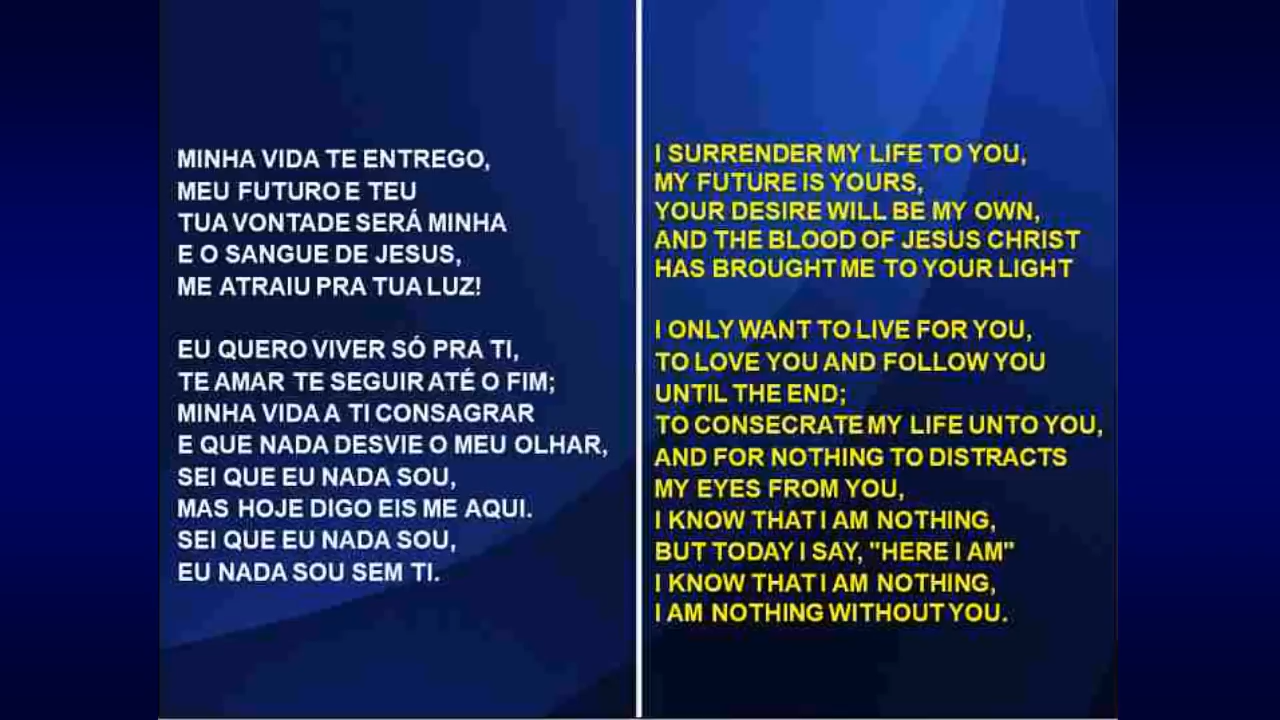 MINHA VIDA TE ENTREGO,
MEU FUTURO E TEU
TUA VONTADE SERÁ MINHA
E O SANGUE DE JESUS,
ME ATRAIU PRA TUA LUZ!
EU QUERO VIVER SÓ PRA TI,
TE AMAR TE SEGUIR ATÉ O FIM;
MINHA VIDA A TI CONSAGRAR
E QUE NADA DESVIE O MEU OLHAR,
SEI QUE EU NADA SOU,
MAS HOJE DIGO EIS ME AQUI.
SEI QUE EU NADA SOU,
EU NADA SOU SEM TI.
I SURRENDER MY LIFE TO YOU,
MY FUTURE IS YOURS,
YOUR DESIRE WILL BE MY OWN,
AND THE BLOOD OF JESUS CHRIST
HAS BROUGHT ME TO YOUR LIGHT
I ONLY WANT TO LIVE FOR YOU,
TO LOVE YOU AND FOLLOW YOU
UNTIL THE END;
TO CONSECRATE MY LIFE UNTO YOU,
AND FOR NOTHING TO DISTRACTS
MY EYES FROM YOU,
I KNOW THAT I AM NOTHING,
BUT TODAY I SAY, "HERE I AM"
I KNOW THAT I AM NOTHING,
I AM NOTHING WITHOUT YOU.